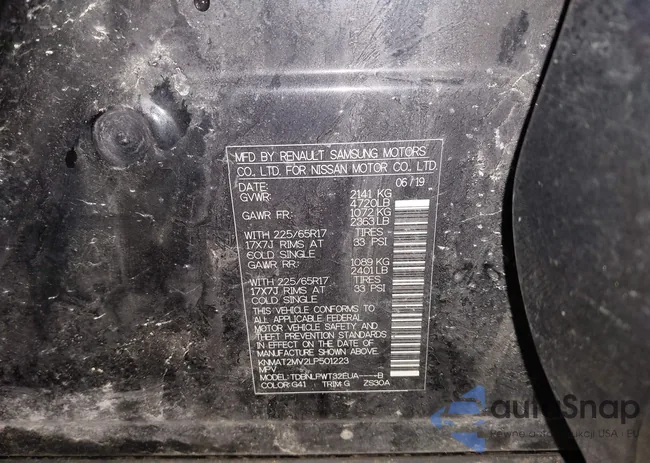 MFD BY RENAULT SAMSUNG MOTORS
CO., LTD. FOR NISSAN MOTOR CO., LTD.
DATE: 06/19
GVWR: 2141 KG
4720LB
GAWR FR: 1072 KG
2363LB
WITH 225/65R17 TIRES
17X7J RIMS AT 33 PSI
COLD SINGLE
GAWR RR: 1089 KG
2401LB
WITH 225/65R17 TIRES
17X7J RIMS AT 33 PSI
COLD SINGLE
THIS VEHICLE CONFORMS TO
ALL APPLICABLE FEDERAL
MOTOR VEHICLE SAFETY AND
THEFT PREVENTION STANDARDS
IN EFFECT ON THE DATE OF
MANUFACTURE SHOWN ABOVE.
KNMAT2MV2LP501223
MPV
MODEL: TDBNLPWT32EUA----B
COLOR: G41 TRIM G ZS30A
autoSnap
USA - EU